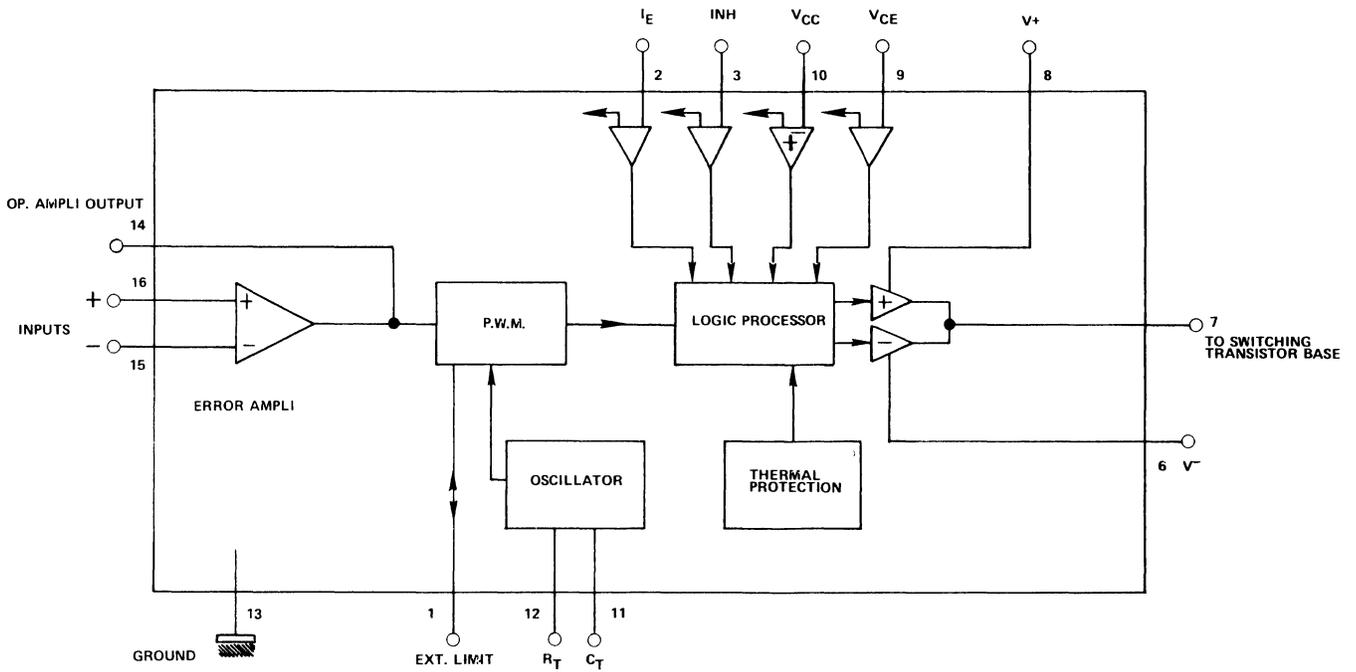 I_E INH V_CC V_CE V+
2 3 10 9 8
+ −
OP. AMPLI OUTPUT
14
16
+ +
P.W.M. LOGIC PROCESSOR +
INPUTS
7
− − −
TO SWITCHING
TRANSISTOR BASE
15
ERROR AMPLI
6 V−
OSCILLATOR
THERMAL
PROTECTION
13 1 12 11
GROUND EXT. LIMIT R_T C_T